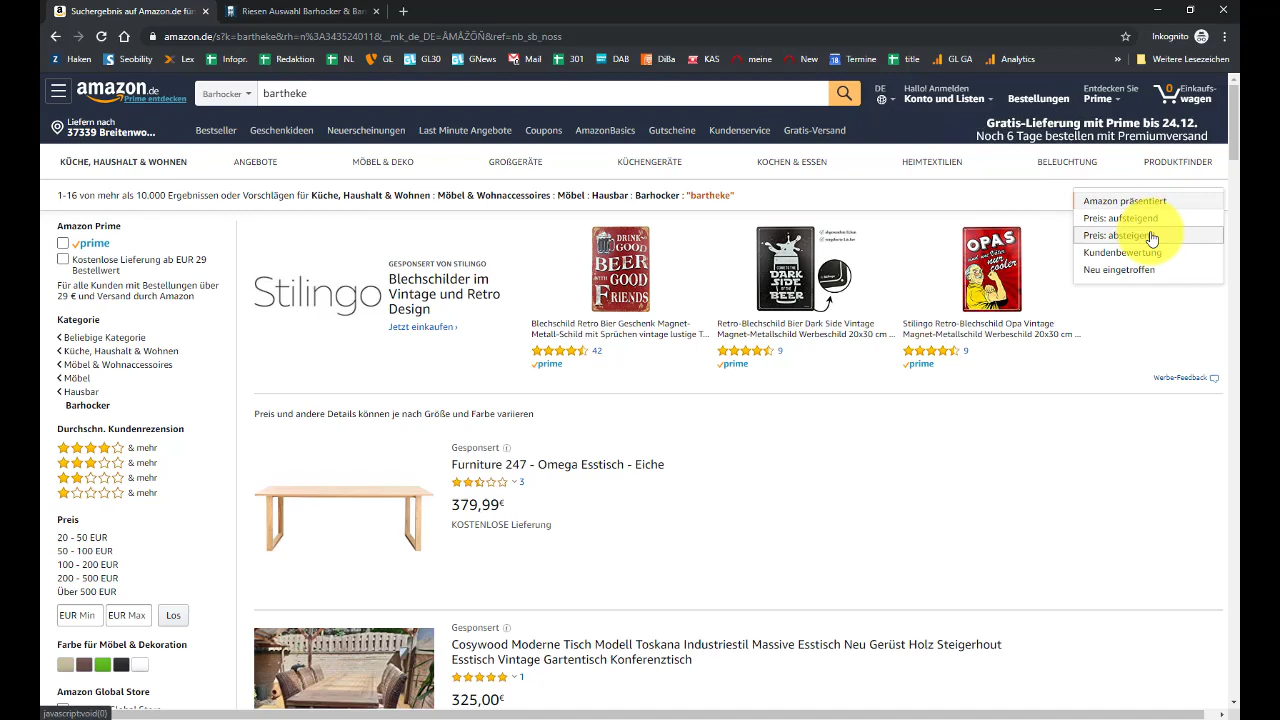 Suchergebnis auf Amazon.de für
Riesen Auswahl Barhocker & Bar
amazon.de/s?k=bartheke&rh=n%3A343524011&__mk_de_DE=ÅMÅŽÕÑ&ref=nb_sb_noss
Inkognito
Haken
Seobility
Lex
Infopr.
Redaktion
NL
GL
GL30
GNews
Mail
301
DAB
DiBa
KAS
meine
New
Termine
title
GL GA
Analytics
»
Weitere Lesezeichen
amazon.de
Prime entdecken
Barhocker
bartheke
DE
Hallo! Anmelden
Konto und Listen
Bestellungen
Entdecken Sie
Prime
0
Einkaufs-
wagen
Liefern nach
37339 Breitenwo...
Bestseller
Geschenkideen
Neuerscheinungen
Last Minute Angebote
Coupons
AmazonBasics
Gutscheine
Kundenservice
Gratis-Versand
Gratis-Lieferung mit Prime bis 24.12.
Noch 6 Tage bestellen mit Premiumversand
KÜCHE, HAUSHALT & WOHNEN
ANGEBOTE
MÖBEL & DEKO
GROßGERÄTE
KÜCHENGERÄTE
KOCHEN & ESSEN
HEIMTEXTILIEN
BELEUCHTUNG
PRODUKTFINDER
1-16 von mehr als 10.000 Ergebnissen oder Vorschlägen für Küche, Haushalt & Wohnen : Möbel & Wohnaccessoires : Möbel : Hausbar : Barhocker : "bartheke"
Amazon präsentiert
Preis: aufsteigend
Preis: absteigend
Kundenbewertung
Neu eingetroffen
Amazon Prime
prime
Kostenlose Lieferung ab EUR 29
Bestellwert
Für alle Kunden mit Bestellungen über
29 € und Versand durch Amazon
Kategorie
Beliebige Kategorie
Küche, Haushalt & Wohnen
Möbel & Wohnaccessoires
Möbel
Hausbar
Barhocker
Durchschn. Kundenrezension
& mehr
& mehr
& mehr
& mehr
Preis
20 - 50 EUR
50 - 100 EUR
100 - 200 EUR
200 - 500 EUR
Über 500 EUR
EUR Min
EUR Max
Los
Farbe für Möbel & Dekoration
Amazon Global Store
javascript:void(0)
Stilingo
GESPONSERT VON STILINGO
Blechschilder im
Vintage und Retro
Design
Jetzt einkaufen ›
DRINK
GOOD
BEER
WITH GOOD
FRIENDS
COME TO THE
DARK
SIDE
OF THE
BEER
OPAS
cooler
Blechschild Retro Bier Geschenk Magnet-
Metall-Schild mit Sprüchen vintage lustige T...
42
prime
Retro-Blechschild Bier Dark Side Vintage
Magnet-Metallschild Werbeschild 20x30 cm ...
9
prime
Stilingo Retro-Blechschild Opa Vintage
Magnet-Metallschild Werbeschild 20x30 cm ...
9
prime
Werbe-Feedback
Preis und andere Details können je nach Größe und Farbe variieren
Gesponsert
Furniture 247 - Omega Esstisch - Eiche
3
379,99€
KOSTENLOSE Lieferung
Gesponsert
Cosywood Moderne Tisch Modell Toskana Industriestil Massive Esstisch Neu Gerüst Holz Steigerhout
Esstisch Vintage Gartentisch Konferenztisch
1
325,00€